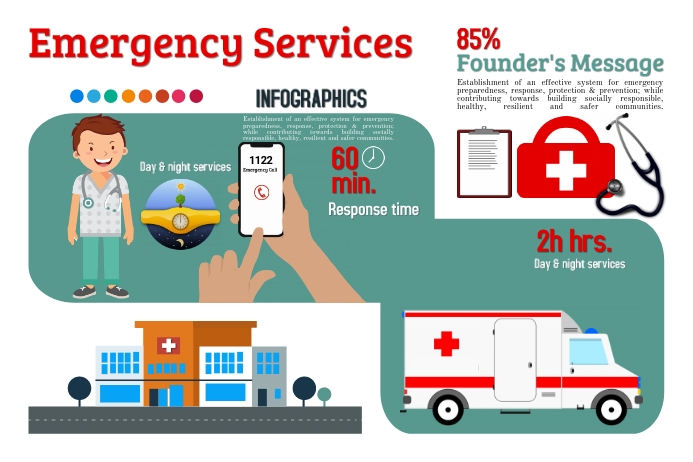 Emergency Services
85%
Founder's Message
Establishment of an effective system for emergency
preparedness, response, protection & prevention; while
contributing towards building socially responsible,
healthy, resilient and safer communities.
INFOGRAPHICS
Establishment of an effective system for emergency
preparedness, response, protection & prevention;
while contributing towards building socially
responsible, healthy, resilient and safer communities.
Day & night services
1122
Emergency Call
60
min.
Response time
2h hrs.
Day & night services